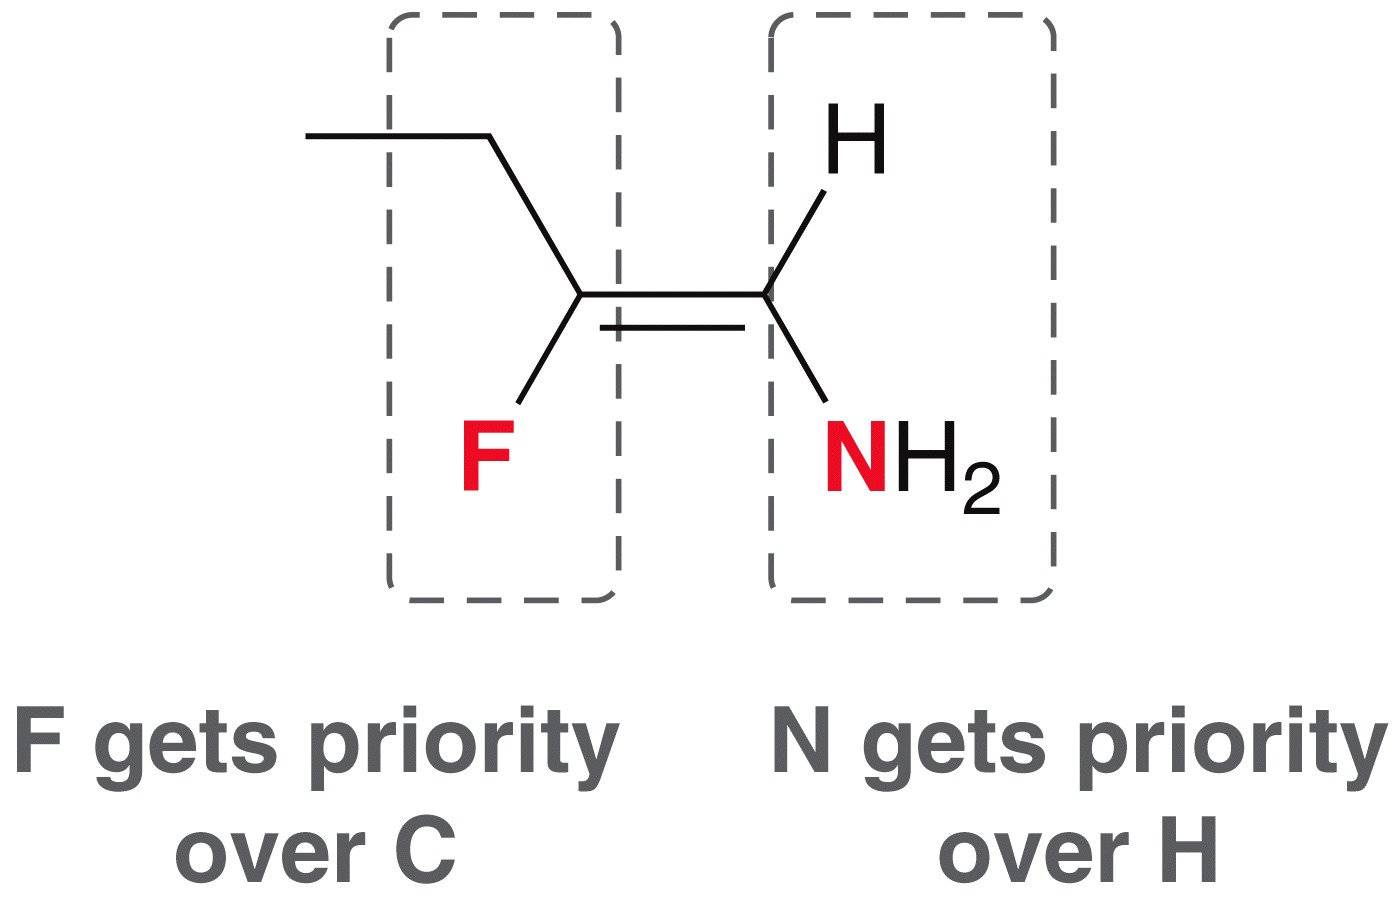 H
F
NH2
F gets priority
over C
N gets priority
over H